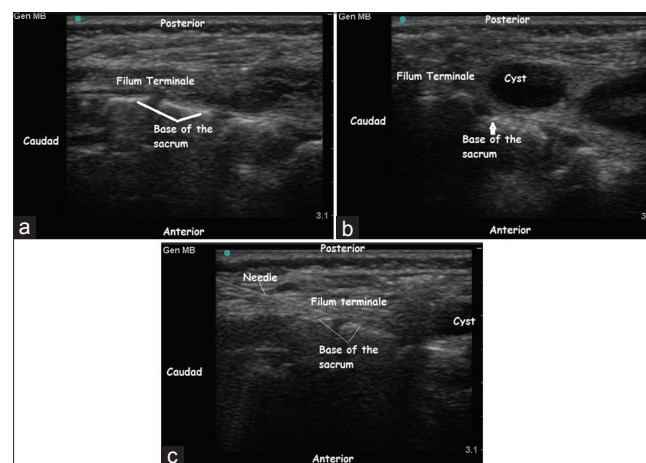 Gen MB
Posterior
Filum Terminale
Base of the
sacrum
Caudad
3.1
a
Anterior
Gen MB
Posterior
Filum Terminale
Cyst
Base of the
sacrum
Caudad
3.1
b
Anterior
Gen MB
Posterior
Needle
Filum terminale
Cyst
Base of the
sacrum
Caudad
3.1
c
Anterior